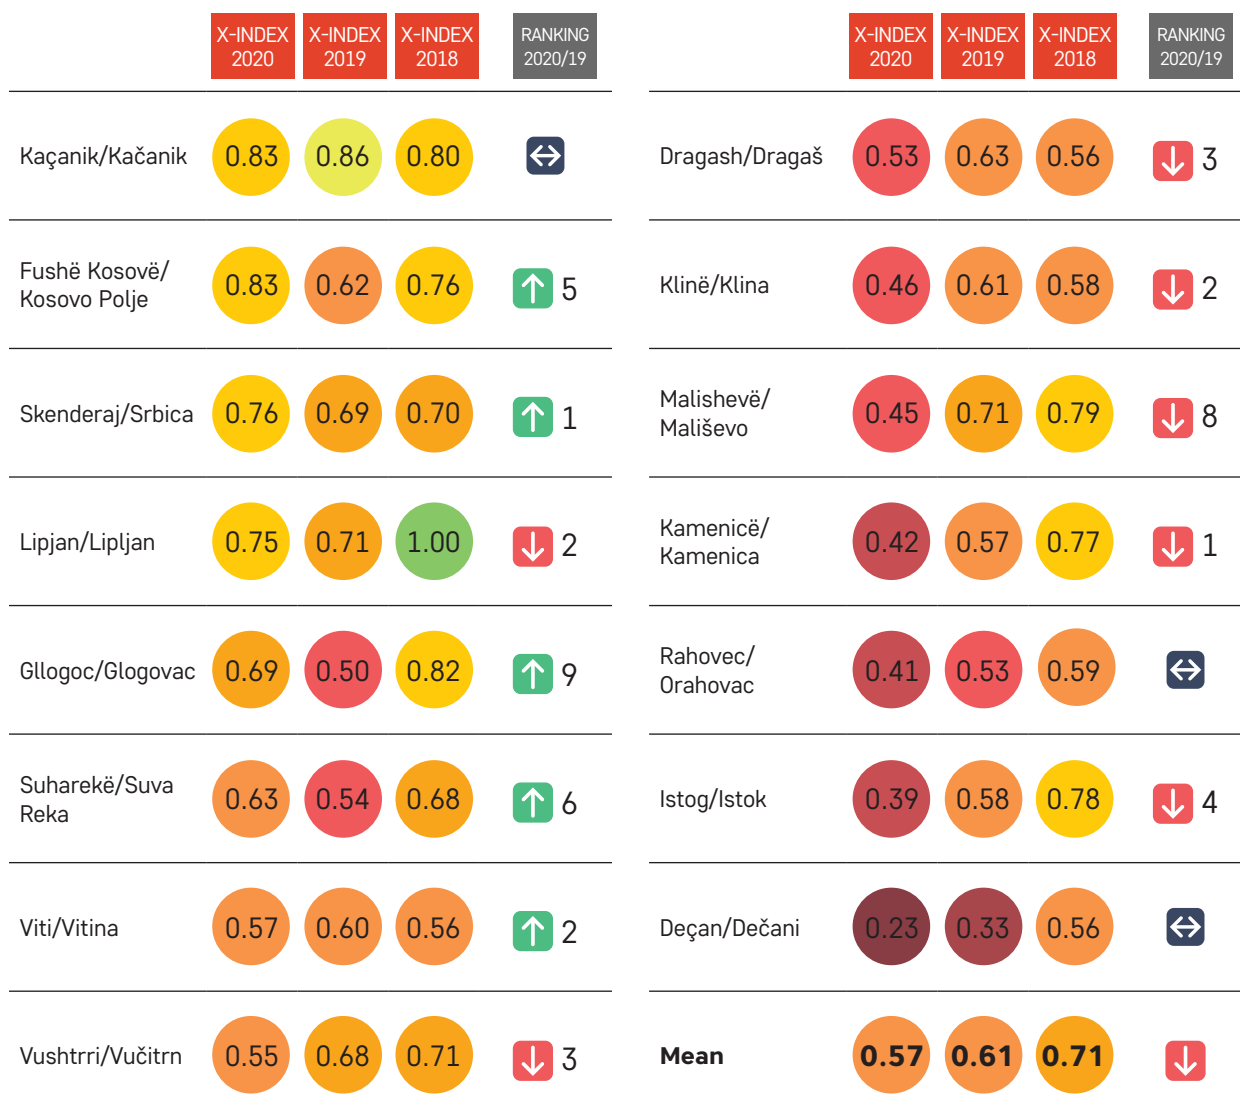 X-INDEX 2020 X-INDEX 2019 X-INDEX 2018 RANKING 2020/19
Kaçanik/Kačanik 0.83 0.86 0.80
Fushë Kosovë/
Kosovo Polje 0.83 0.62 0.76 5
Skenderaj/Srbica 0.76 0.69 0.70 1
Lipjan/Lipljan 0.75 0.71 1.00 2
Gllogoc/Glogovac 0.69 0.50 0.82 9
Suharekë/Suva
Reka 0.63 0.54 0.68 6
Viti/Vitina 0.57 0.60 0.56 2
Vushtrri/Vučitrn 0.55 0.68 0.71 3
X-INDEX 2020 X-INDEX 2019 X-INDEX 2018 RANKING 2020/19
Dragash/Dragaš 0.53 0.63 0.56 3
Klinë/Klina 0.46 0.61 0.58 2
Malishevë/
Mališevo 0.45 0.71 0.79 8
Kamenicë/
Kamenica 0.42 0.57 0.77 1
Rahovec/
Orahovac 0.41 0.53 0.59
Istog/Istok 0.39 0.58 0.78 4
Deçan/Dečani 0.23 0.33 0.56
Mean 0.57 0.61 0.71